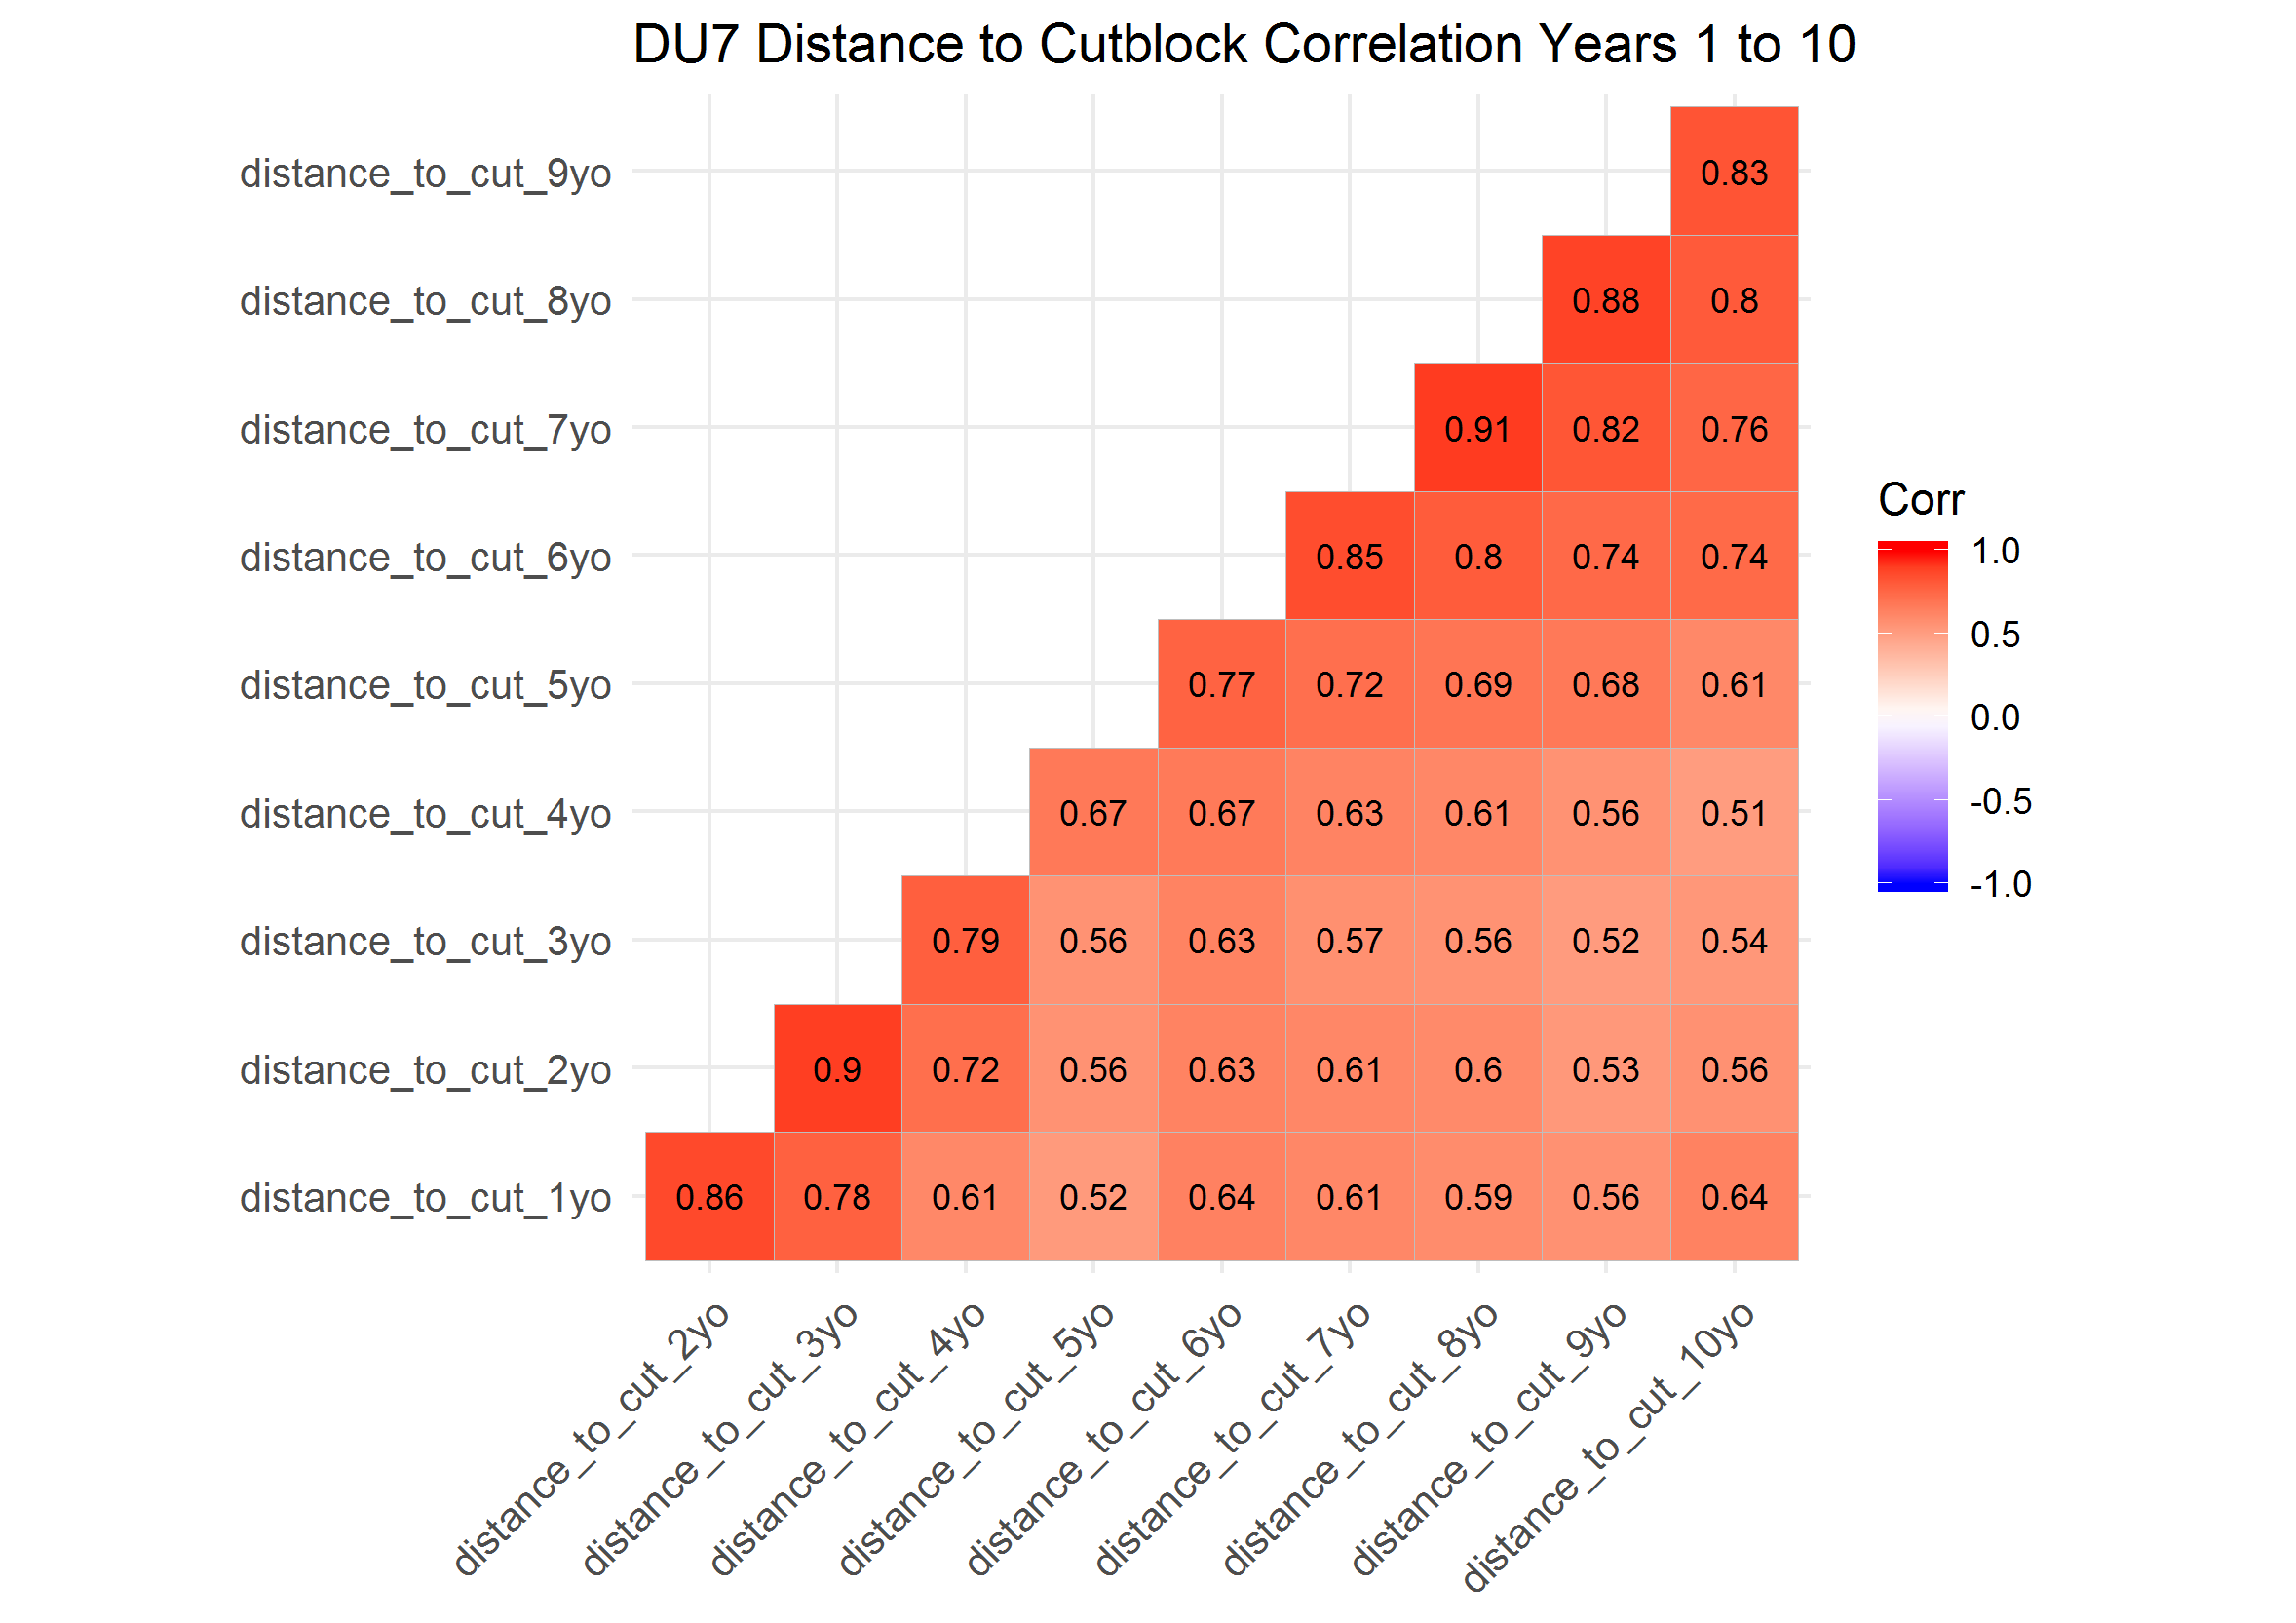 DU7 Distance to Cutblock Correlation Years 1 to 10
distance_to_cut_9yo 0.83
distance_to_cut_8yo 0.88 0.8
distance_to_cut_7yo 0.91 0.82 0.76
distance_to_cut_6yo 0.85 0.8 0.74 0.74
distance_to_cut_5yo 0.77 0.72 0.69 0.68 0.61
distance_to_cut_4yo 0.67 0.67 0.63 0.61 0.56 0.51
distance_to_cut_3yo 0.79 0.56 0.63 0.57 0.56 0.52 0.54
distance_to_cut_2yo 0.9 0.72 0.56 0.63 0.61 0.6 0.53 0.56
distance_to_cut_1yo 0.86 0.78 0.61 0.52 0.64 0.61 0.59 0.56 0.64
distance_to_cut_2yo
distance_to_cut_3yo
distance_to_cut_4yo
distance_to_cut_5yo
distance_to_cut_6yo
distance_to_cut_7yo
distance_to_cut_8yo
distance_to_cut_9yo
distance_to_cut_10yo
Corr
1.0
0.5
0.0
-0.5
-1.0